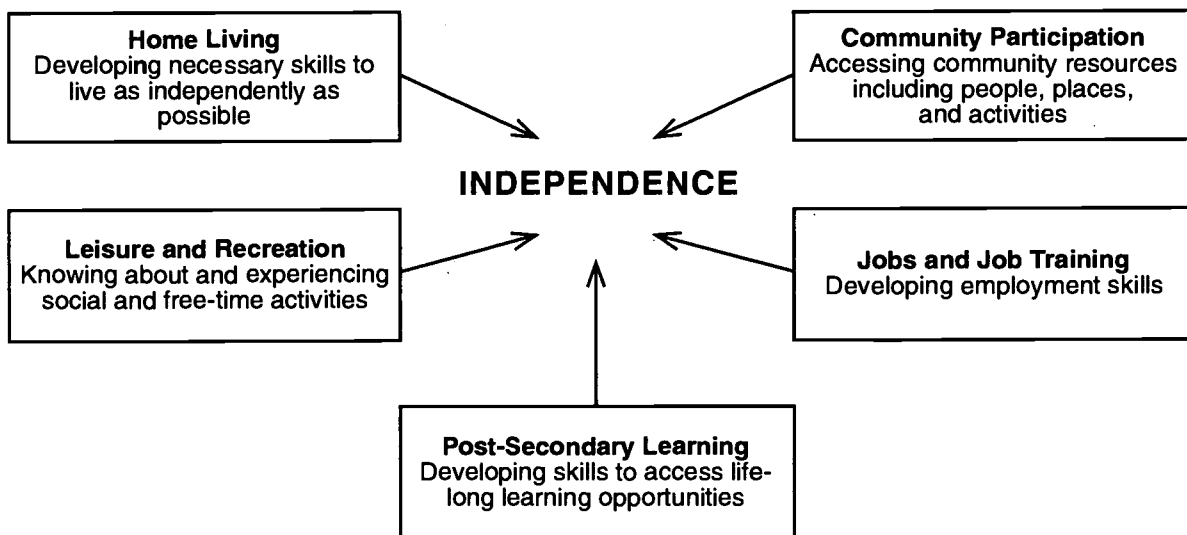 Home Living
Developing necessary skills to
live as independently as
possible
Community Participation
Accessing community resources
including people, places,
and activities
INDEPENDENCE
Leisure and Recreation
Knowing about and experiencing
social and free-time activities
Jobs and Job Training
Developing employment skills
Post-Secondary Learning
Developing skills to access life-
long learning opportunities